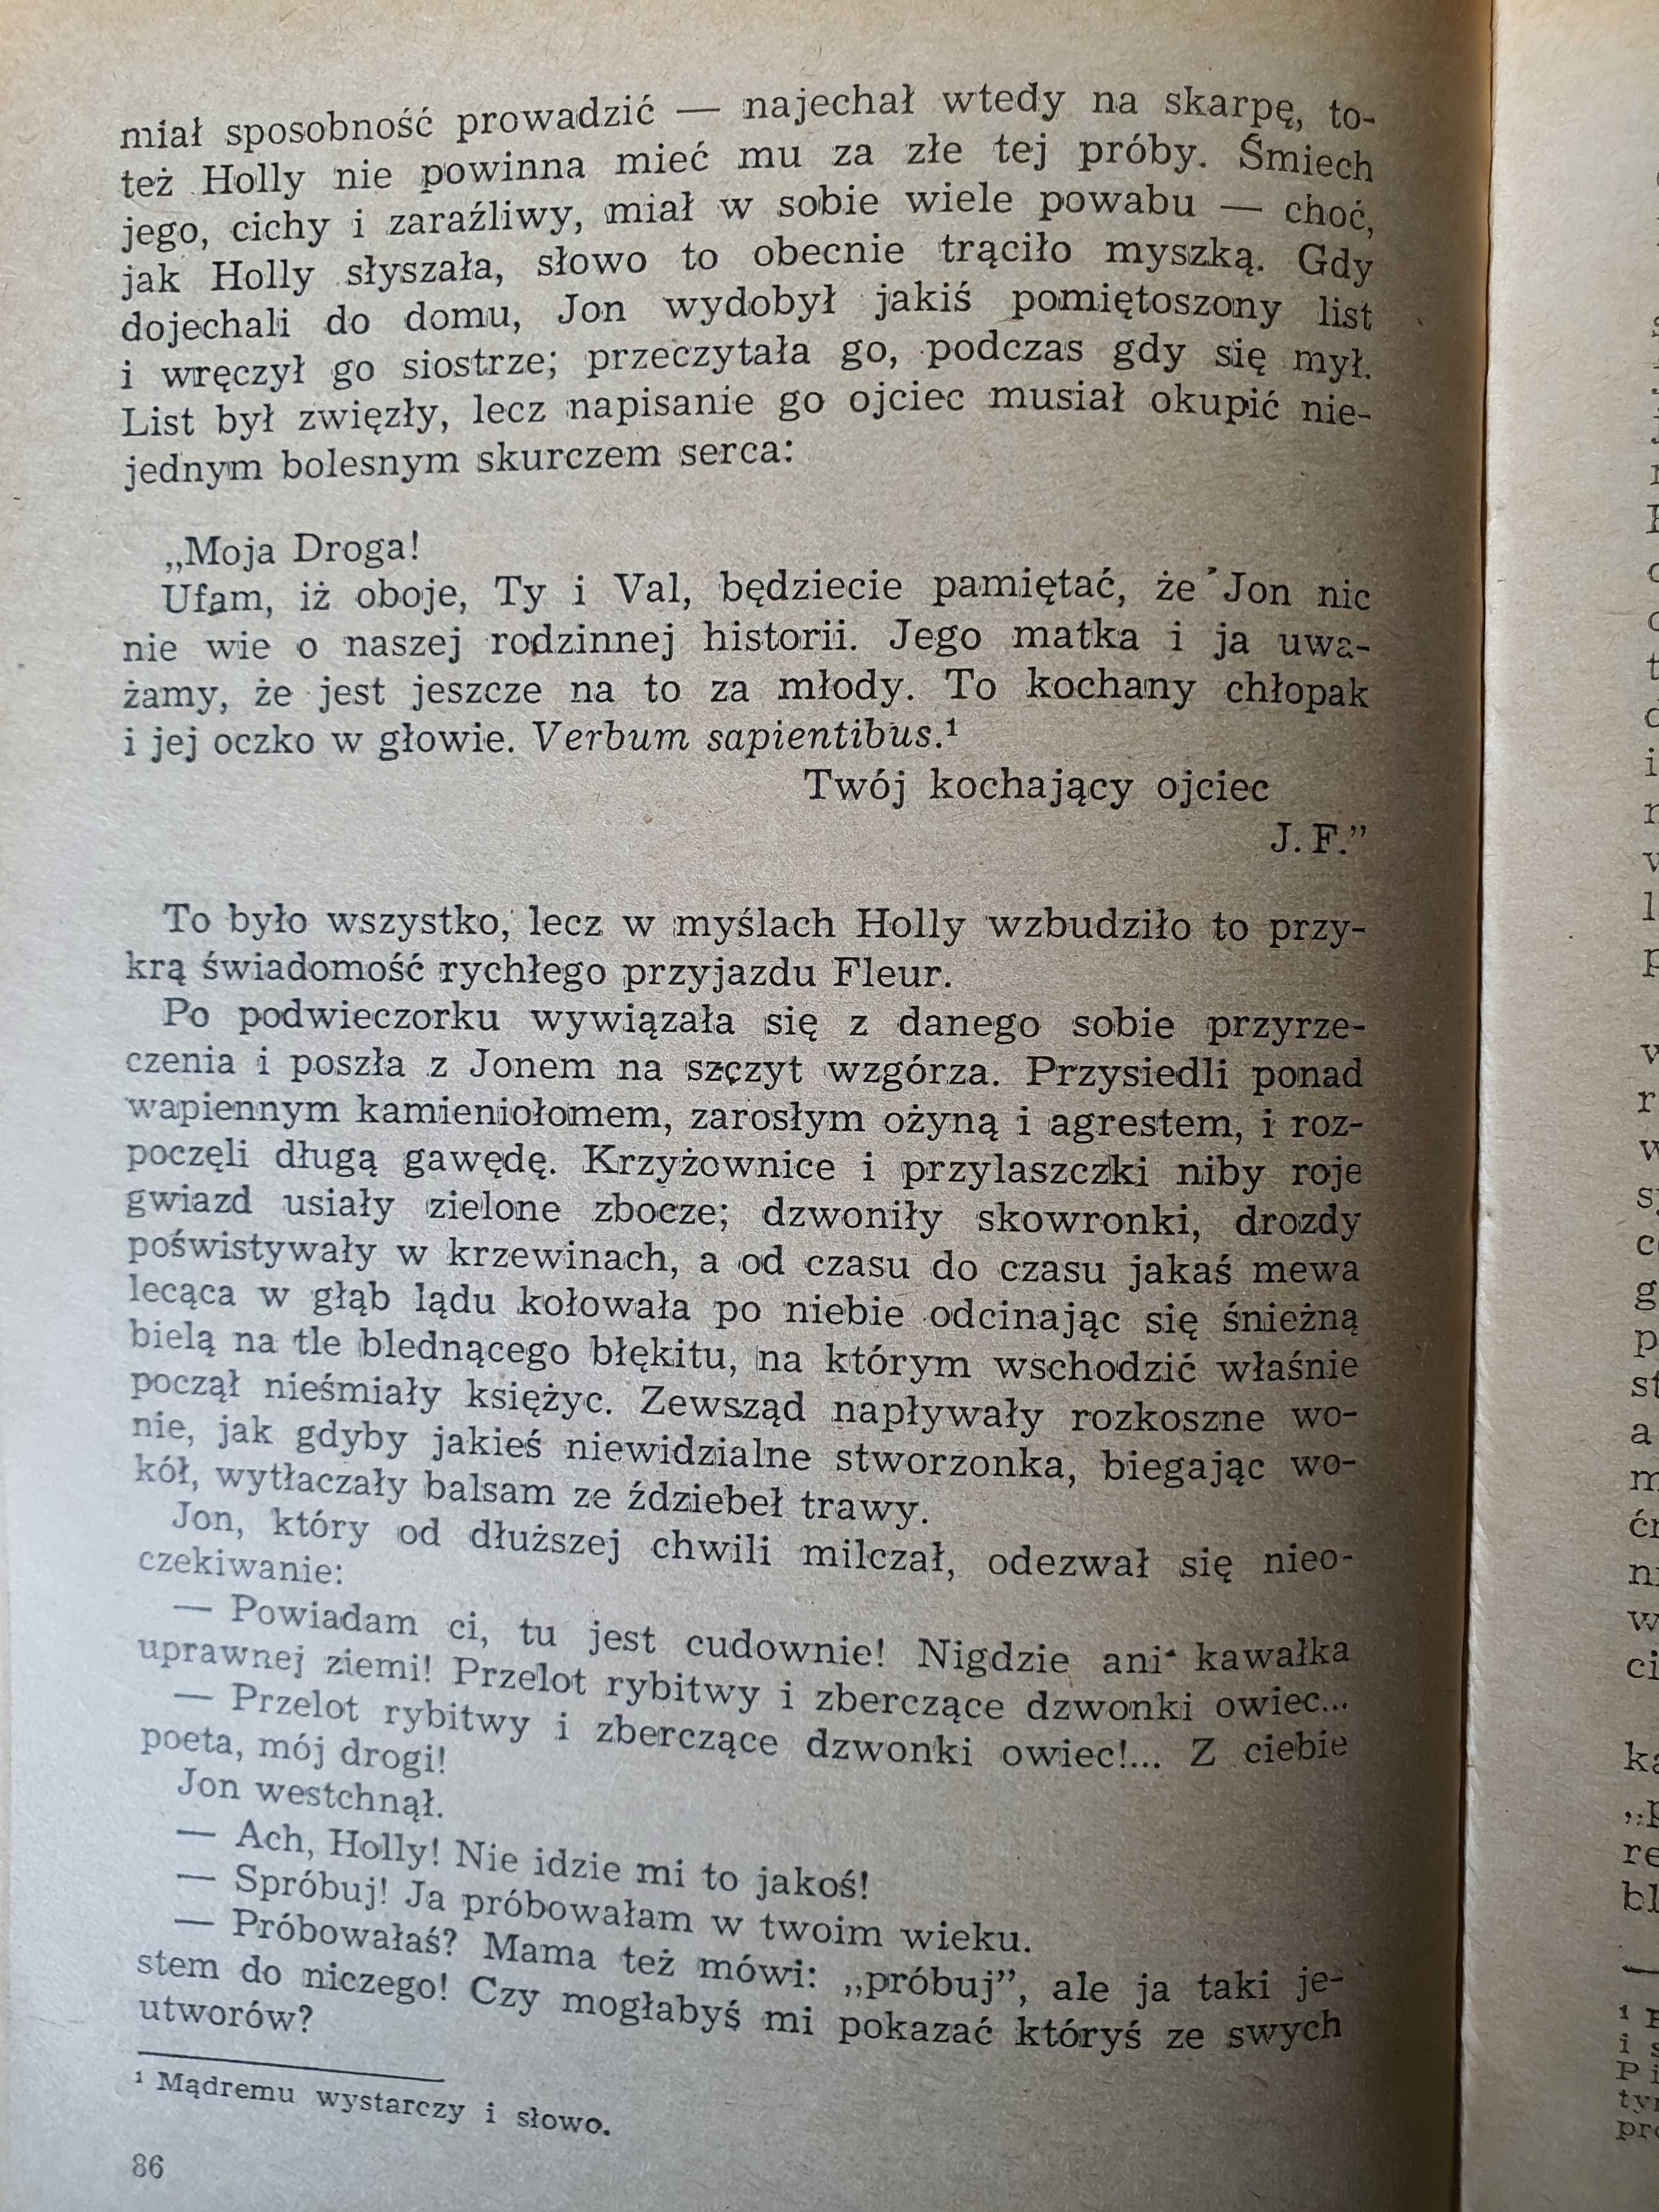 miał sposobność prowadzić — najechał wtedy na skarpę, to-
też Holly nie powinna mieć mu za złe tej próby. Śmiech
jego, cichy i zaraźliwy, miał w sobie wiele powabu — choć,
jak Holly słyszała, słowo to obecnie trąciło myszką. Gdy
dojechali do domu, Jon wydobył jakiś pomiętoszony list
i wręczył go siostrze; przeczytała go, podczas gdy się mył.
List był zwięzły, lecz napisanie go ojciec musiał okupić nie-
jednym bolesnym skurczem serca:
„Moja Droga!
Ufam, iż oboje, Ty i Val, będziecie pamiętać, że Jon nic
nie wie o naszej rodzinnej historii. Jego matka i ja uwa-
żamy, że jest jeszcze na to za młody. To kochany chłopak
i jej oczko w głowie. Verbum sapientibus.¹
Twój kochający ojciec
J. F.”
To było wszystko, lecz w myślach Holly wzbudziło to przy-
krą świadomość rychłego przyjazdu Fleur.
Po podwieczorku wywiązała się z danego sobie przyrze-
czenia i poszła z Jonem na szczyt wzgórza. Przysiedli ponad
wapiennym kamieniołomem, zarosłym ożyną i agrestem, i roz-
poczęli długą gawędę. Krzyżownice i przylaszczki niby roje
gwiazd usiały zielone zbocze; dzwoniły skowronki, drozdy
poświstywały w krzewinach, a od czasu do czasu jakaś mewa
lecąca w głąb lądu kołowała po niebie odcinając się śnieżną
bielą na tle blednącego błękitu, na którym wschodzić właśnie
począł nieśmiały księżyc. Zewsząd napływały rozkoszne wo-
nie, jak gdyby jakieś niewidzialne stworzonka, biegając wo-
kół, wytłaczały balsam ze ździebeł trawy.
Jon, który od dłuższej chwili milczał, odezwał się nieo-
czekiwanie:
— Powiadam ci, tu jest cudownie! Nigdzie ani kawałka
uprawnej ziemi! Przelot rybitwy i zberczące dzwonki owiec...
— Przelot rybitwy i zberczące dzwonki owiec!... Z ciebie
poeta, mój drogi!
Jon westchnął.
— Ach, Holly! Nie idzie mi to jakoś!
— Spróbuj! Ja próbowałam w twoim wieku.
— Próbowałaś? Mama też mówi: „próbuj”, ale ja taki je-
stem do niczego! Czy mogłabyś mi pokazać któryś ze swych
utworów?
¹ Mądremu wystarczy i słowo.
86